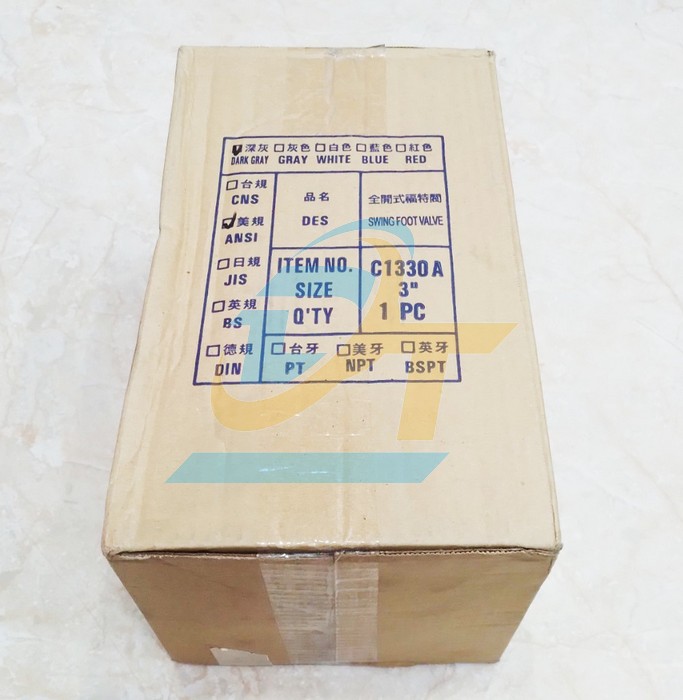 深灰 灰色 白色 藍色 紅色
DARK GRAY GRAY WHITE BLUE RED
台規
CNS
美規
ANSI
日規
JIS
英規
BS
德規
DIN
品名
DES
全開式福特閥
SWING FOOT VALVE
ITEM NO. C1330A
SIZE 3"
Q'TY 1 PC
台牙 美牙 英牙
PT NPT BSPT
DT